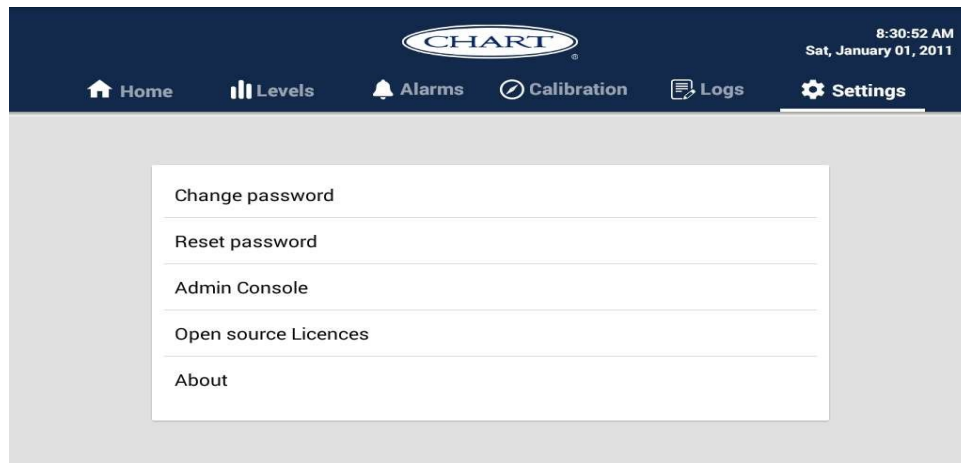 CHART
®
8:30:52 AM
Sat, January 01, 2011
Home Levels Alarms Calibration Logs Settings
Change password
Reset password
Admin Console
Open source Licences
About